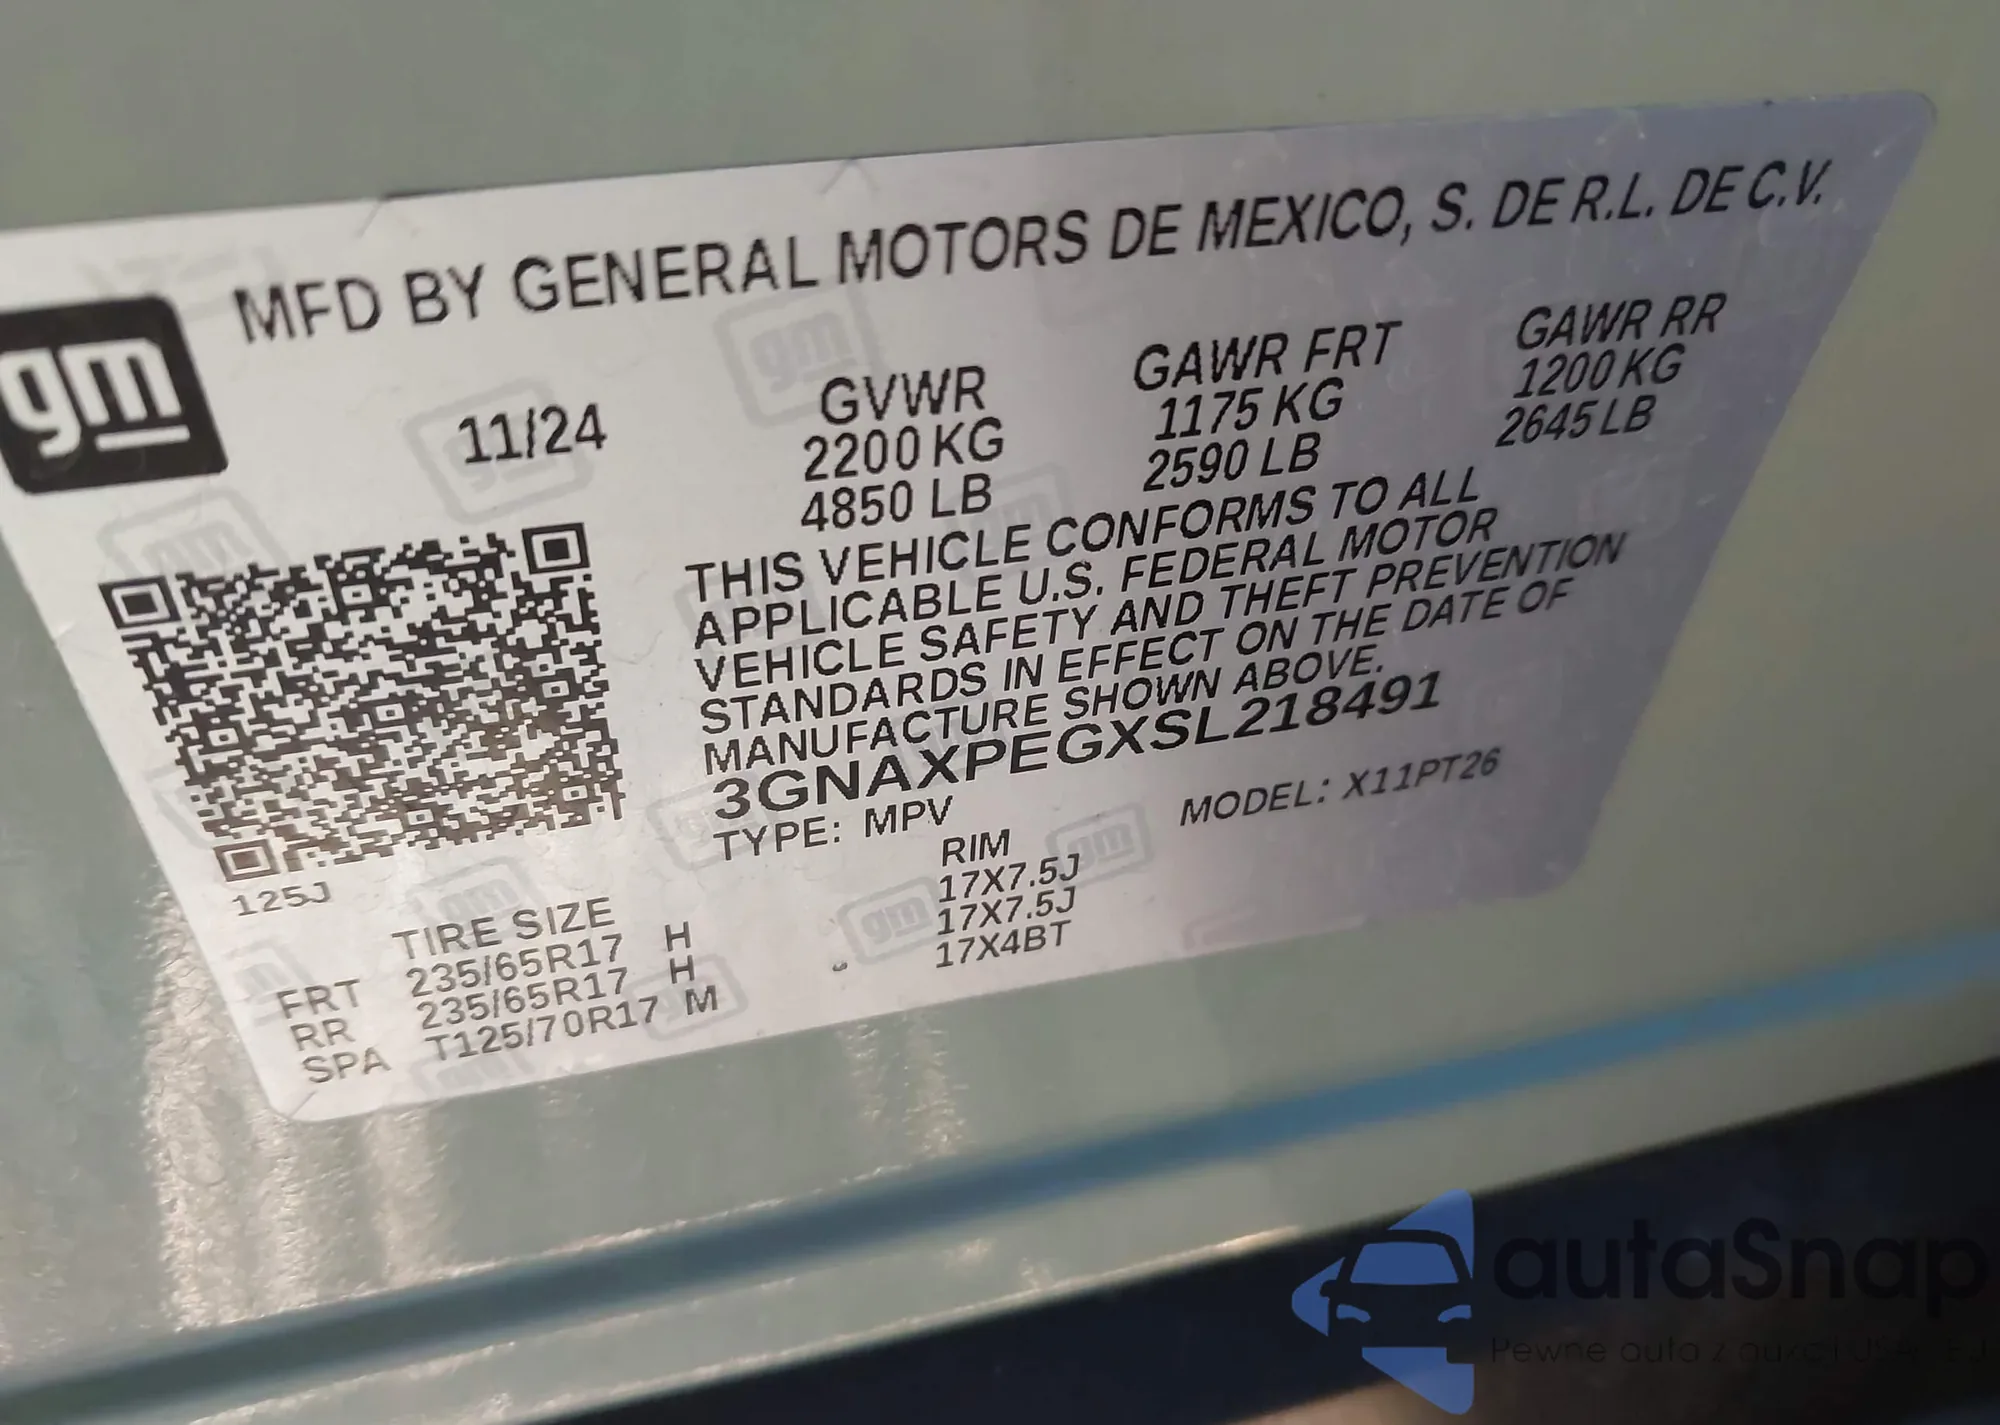 MFD BY GENERAL MOTORS DE MEXICO, S. DE R.L. DE C.V.
gm
11/24
GVWR
2200 KG
4850 LB
GAWR FRT
1175 KG
2590 LB
GAWR RR
1200 KG
2645 LB
THIS VEHICLE CONFORMS TO ALL
APPLICABLE U.S. FEDERAL MOTOR
VEHICLE SAFETY AND THEFT PREVENTION
STANDARDS IN EFFECT ON THE DATE OF
MANUFACTURE SHOWN ABOVE.
3GNAXPEGXSL218491
TYPE: MPV
MODEL: X11PT26
125J
TIRE SIZE
RIM
FRT 235/65R17 H 17X7.5J
RR 235/65R17 H 17X7.5J
SPA T125/70R17 M 17X4BT
autaSnap
Pewne auta z